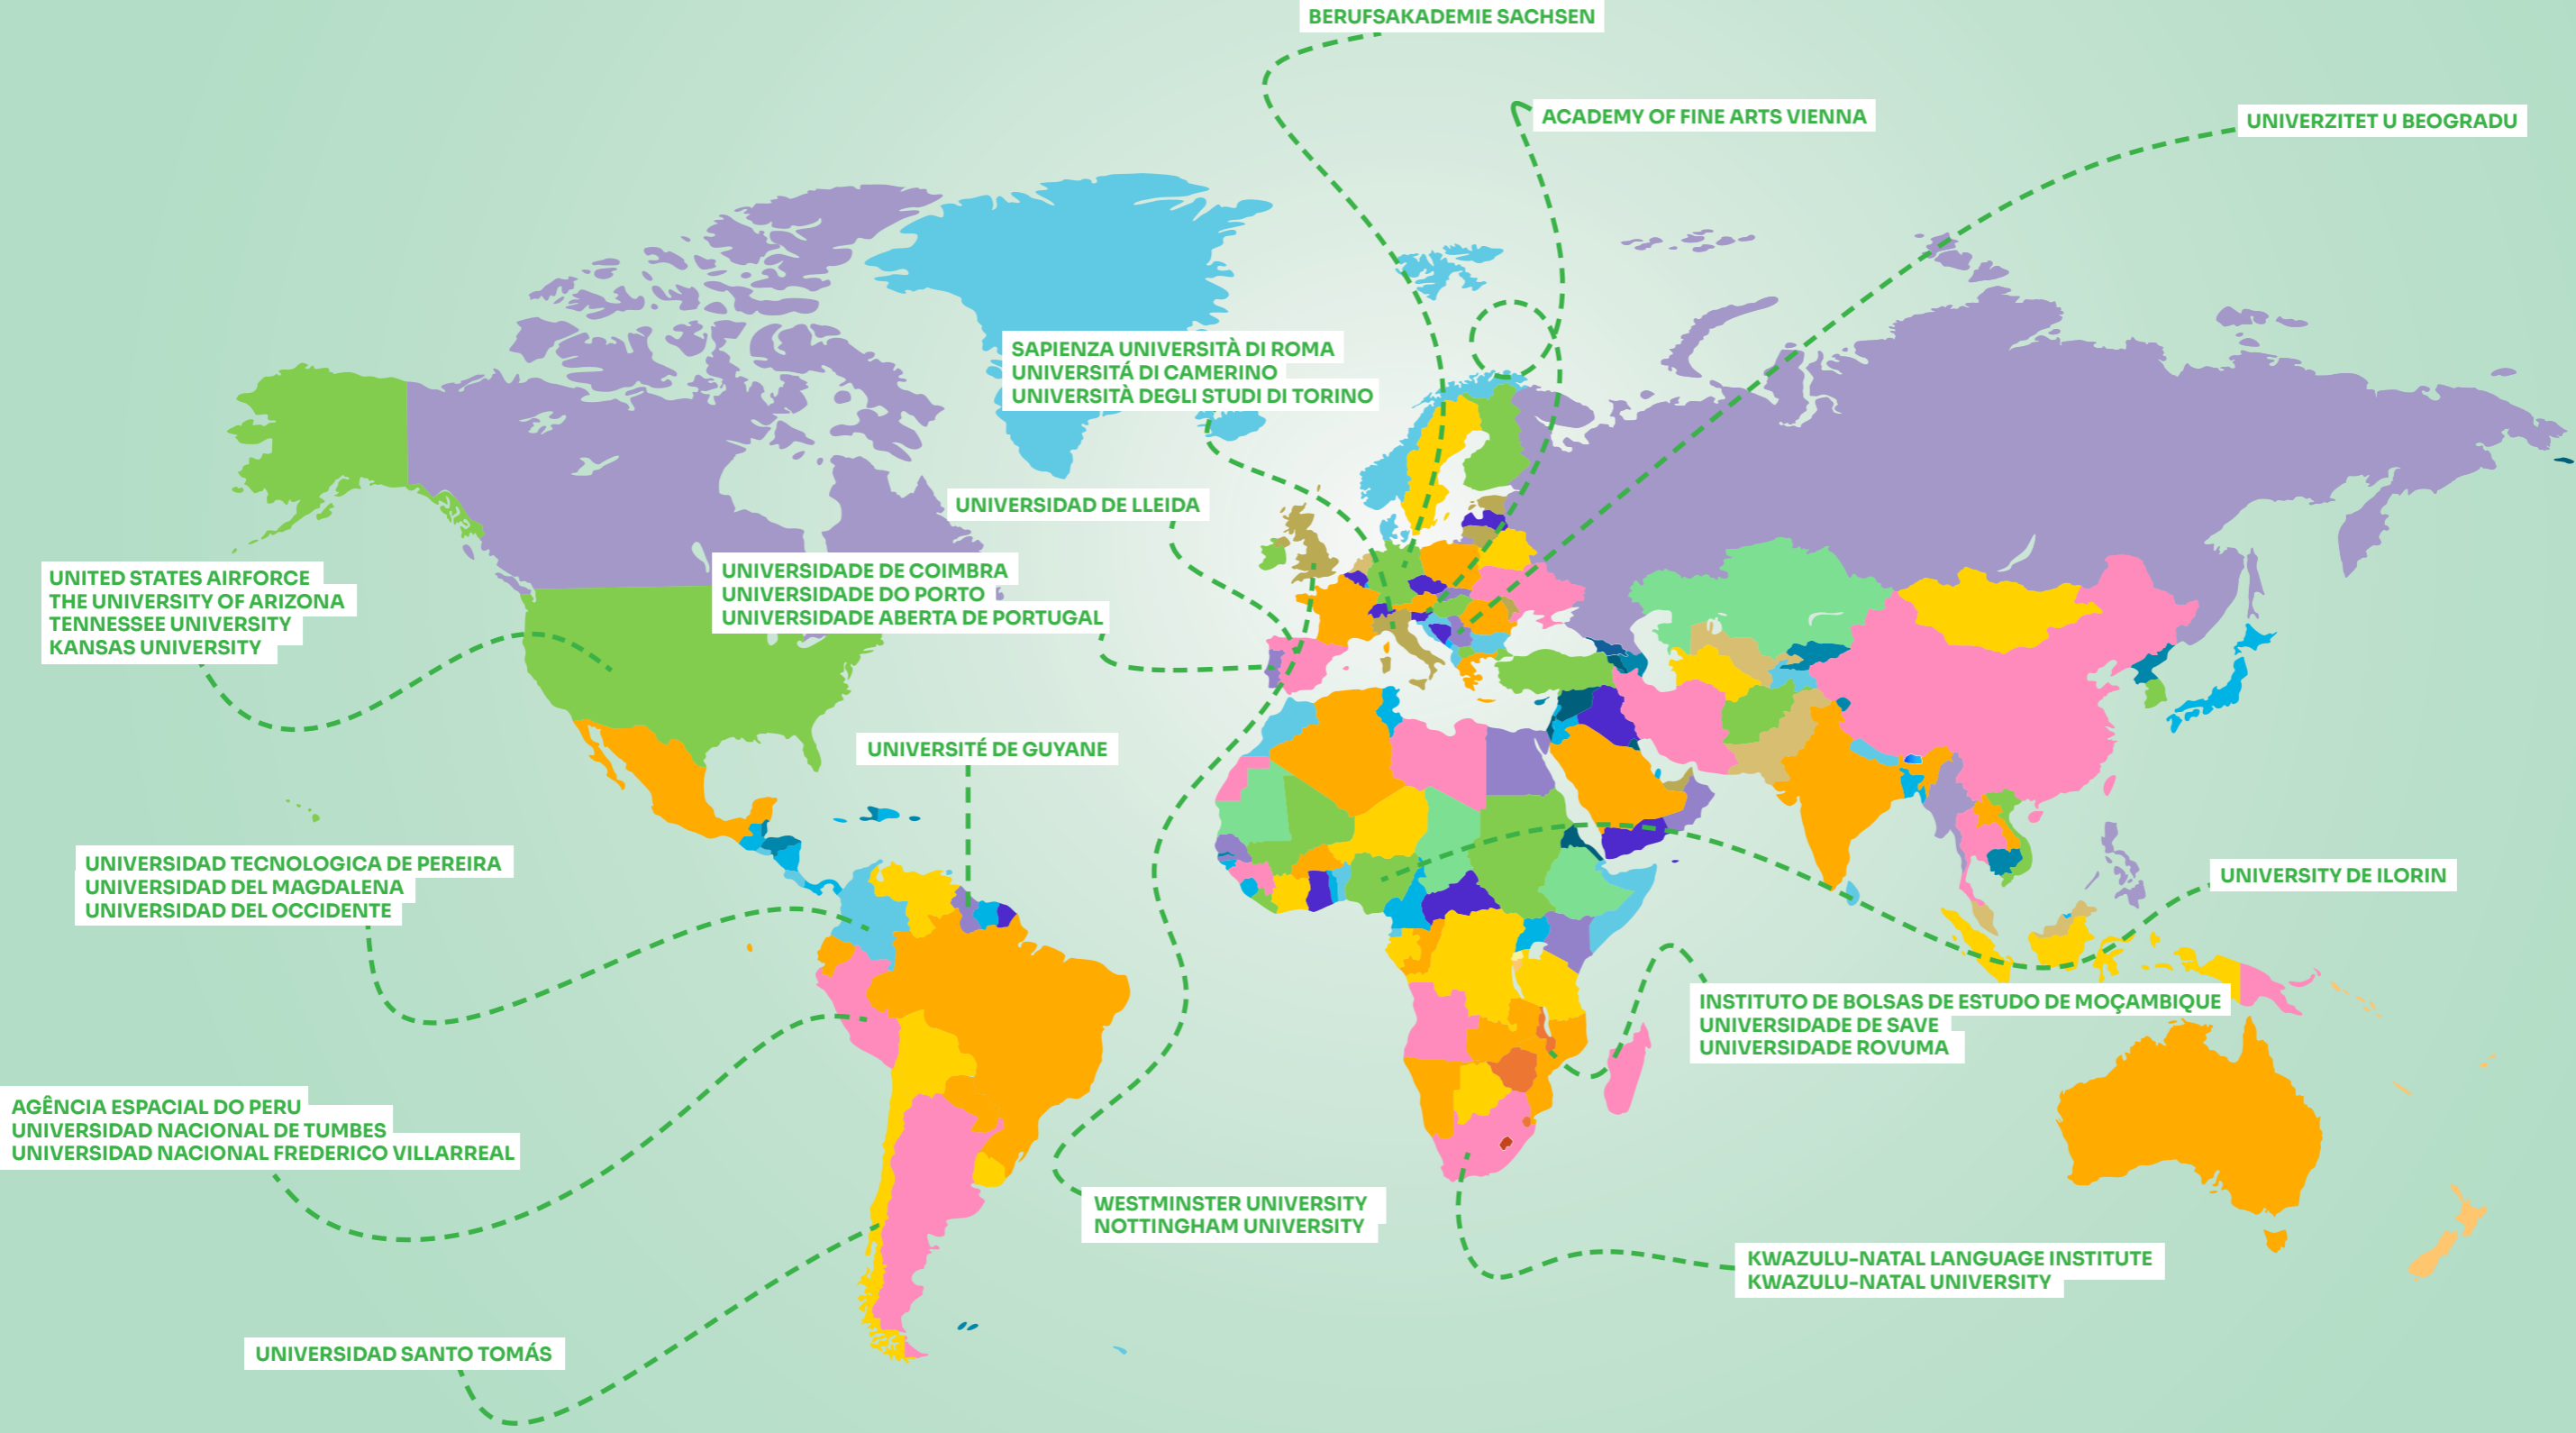 BERUFSAKADEMIE SACHSEN
ACADEMY OF FINE ARTS VIENNA
UNIVERZITET U BEOGRADU
SAPIENZA UNIVERSITÀ DI ROMA
UNIVERSITÁ DI CAMERINO
UNIVERSITÀ DEGLI STUDI DI TORINO
UNIVERSIDAD DE LLEIDA
UNITED STATES AIRFORCE
THE UNIVERSITY OF ARIZONA
TENNESSEE UNIVERSITY
KANSAS UNIVERSITY
UNIVERSIDADE DE COIMBRA
UNIVERSIDADE DO PORTO
UNIVERSIDADE ABERTA DE PORTUGAL
UNIVERSITÉ DE GUYANE
UNIVERSIDAD TECNOLOGICA DE PEREIRA
UNIVERSIDAD DEL MAGDALENA
UNIVERSIDAD DEL OCCIDENTE
UNIVERSITY DE ILORIN
INSTITUTO DE BOLSAS DE ESTUDO DE MOÇAMBIQUE
UNIVERSIDADE DE SAVE
UNIVERSIDADE ROVUMA
AGÊNCIA ESPACIAL DO PERU
UNIVERSIDAD NACIONAL DE TUMBES
UNIVERSIDAD NACIONAL FREDERICO VILLARREAL
WESTMINSTER UNIVERSITY
NOTTINGHAM UNIVERSITY
KWAZULU-NATAL LANGUAGE INSTITUTE
KWAZULU-NATAL UNIVERSITY
UNIVERSIDAD SANTO TOMÁS